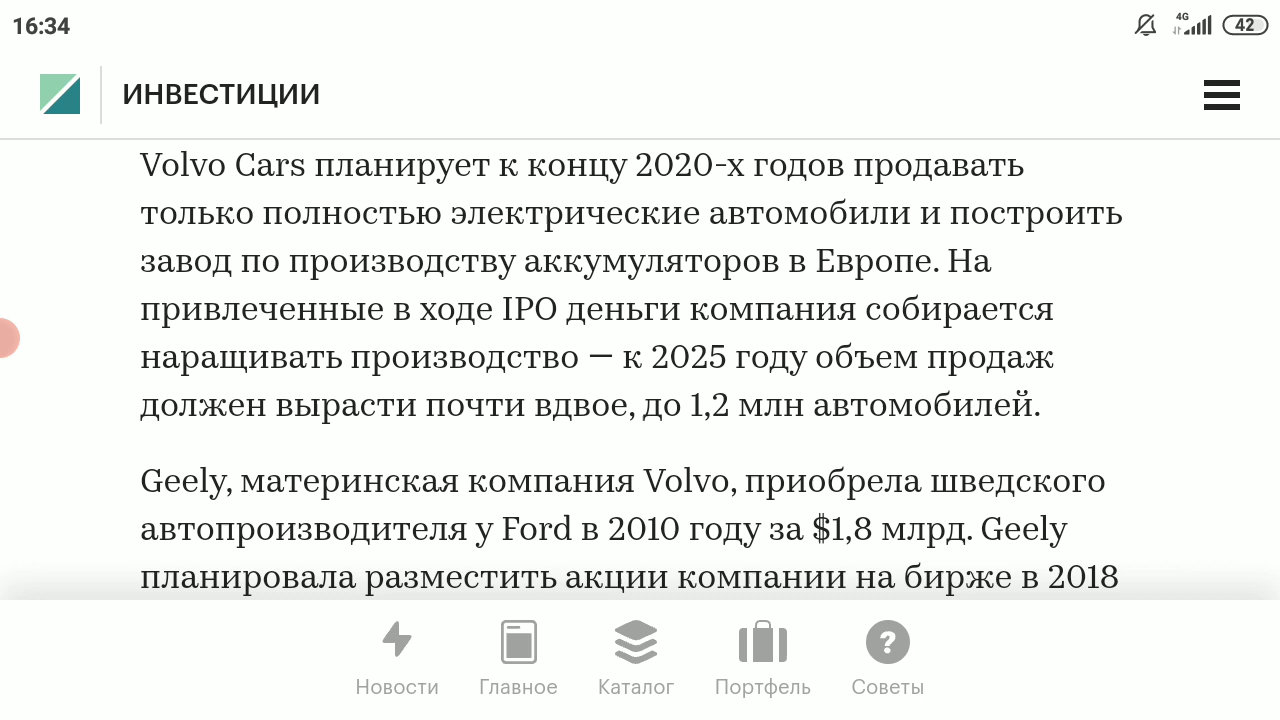 16:34
4G
42
ИНВЕСТИЦИИ
Volvo Cars планирует к концу 2020-х годов продавать
только полностью электрические автомобили и построить
завод по производству аккумуляторов в Европе. На
привлеченные в ходе IPO деньги компания собирается
наращивать производство — к 2025 году объем продаж
должен вырасти почти вдвое, до 1,2 млн автомобилей.
Geely, материнская компания Volvo, приобрела шведского
автопроизводителя у Ford в 2010 году за $1,8 млрд. Geely
планировала разместить акции компании на бирже в 2018
Новости Главное Каталог Портфель Советы